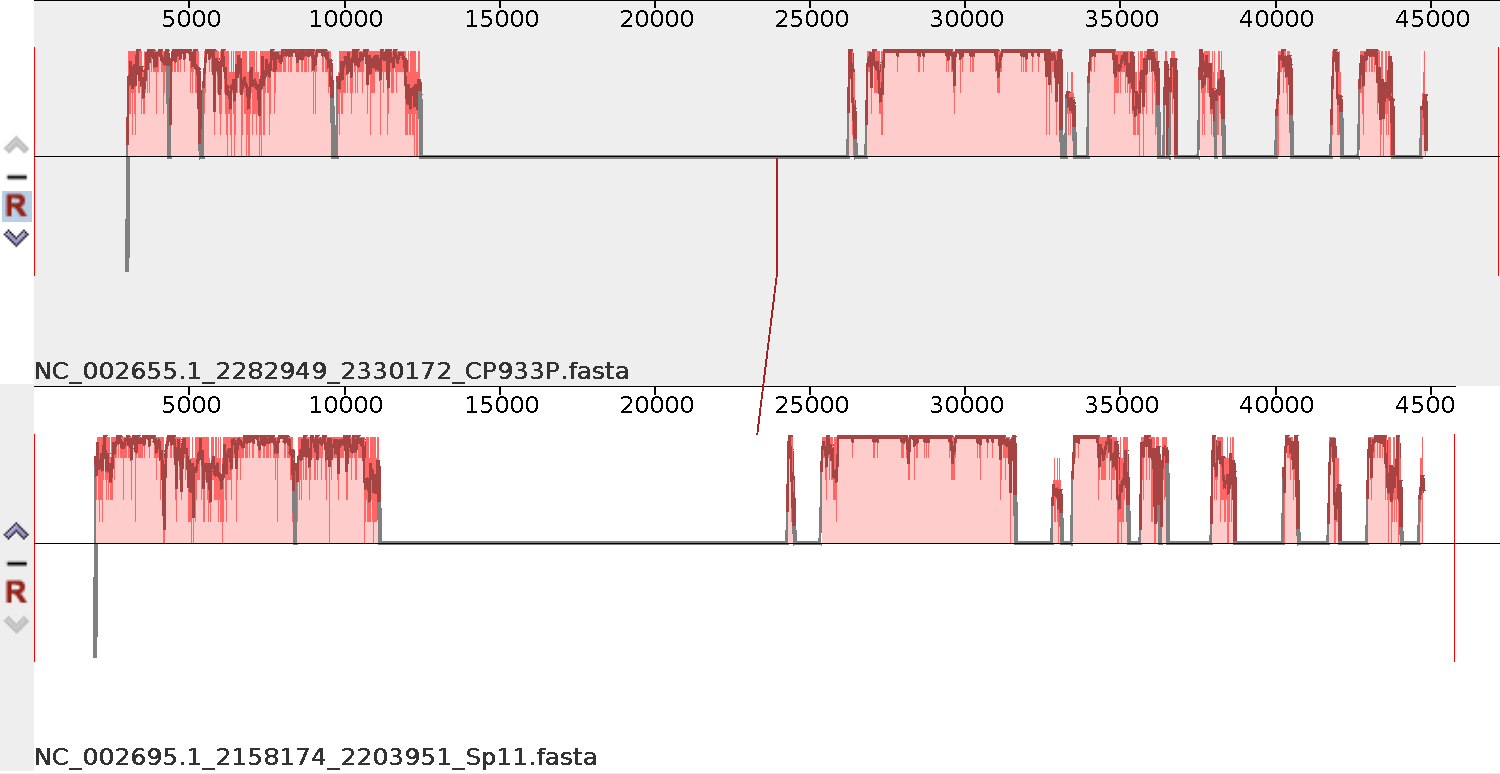 5000 10000 15000 20000 25000 30000 35000 40000 45000
R
NC_002655.1_2282949_2330172_CP933P.fasta
5000 10000 15000 20000 25000 30000 35000 40000 4500
R
NC_002695.1_2158174_2203951_Sp11.fasta